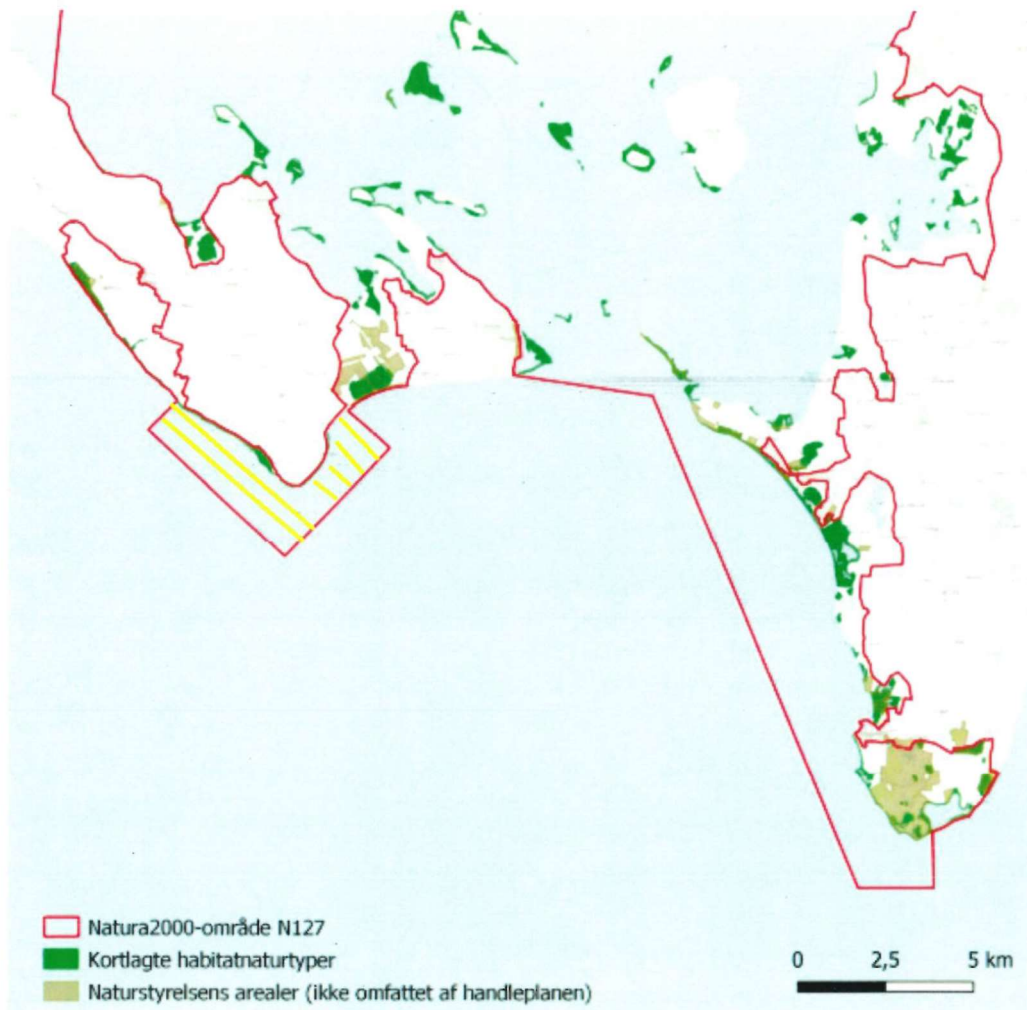 Natura2000-område N127
Kortlagte habitatnaturtyper
Naturstyrelsens arealer (ikke omfattet af handleplanen)
0 2,5 5 km